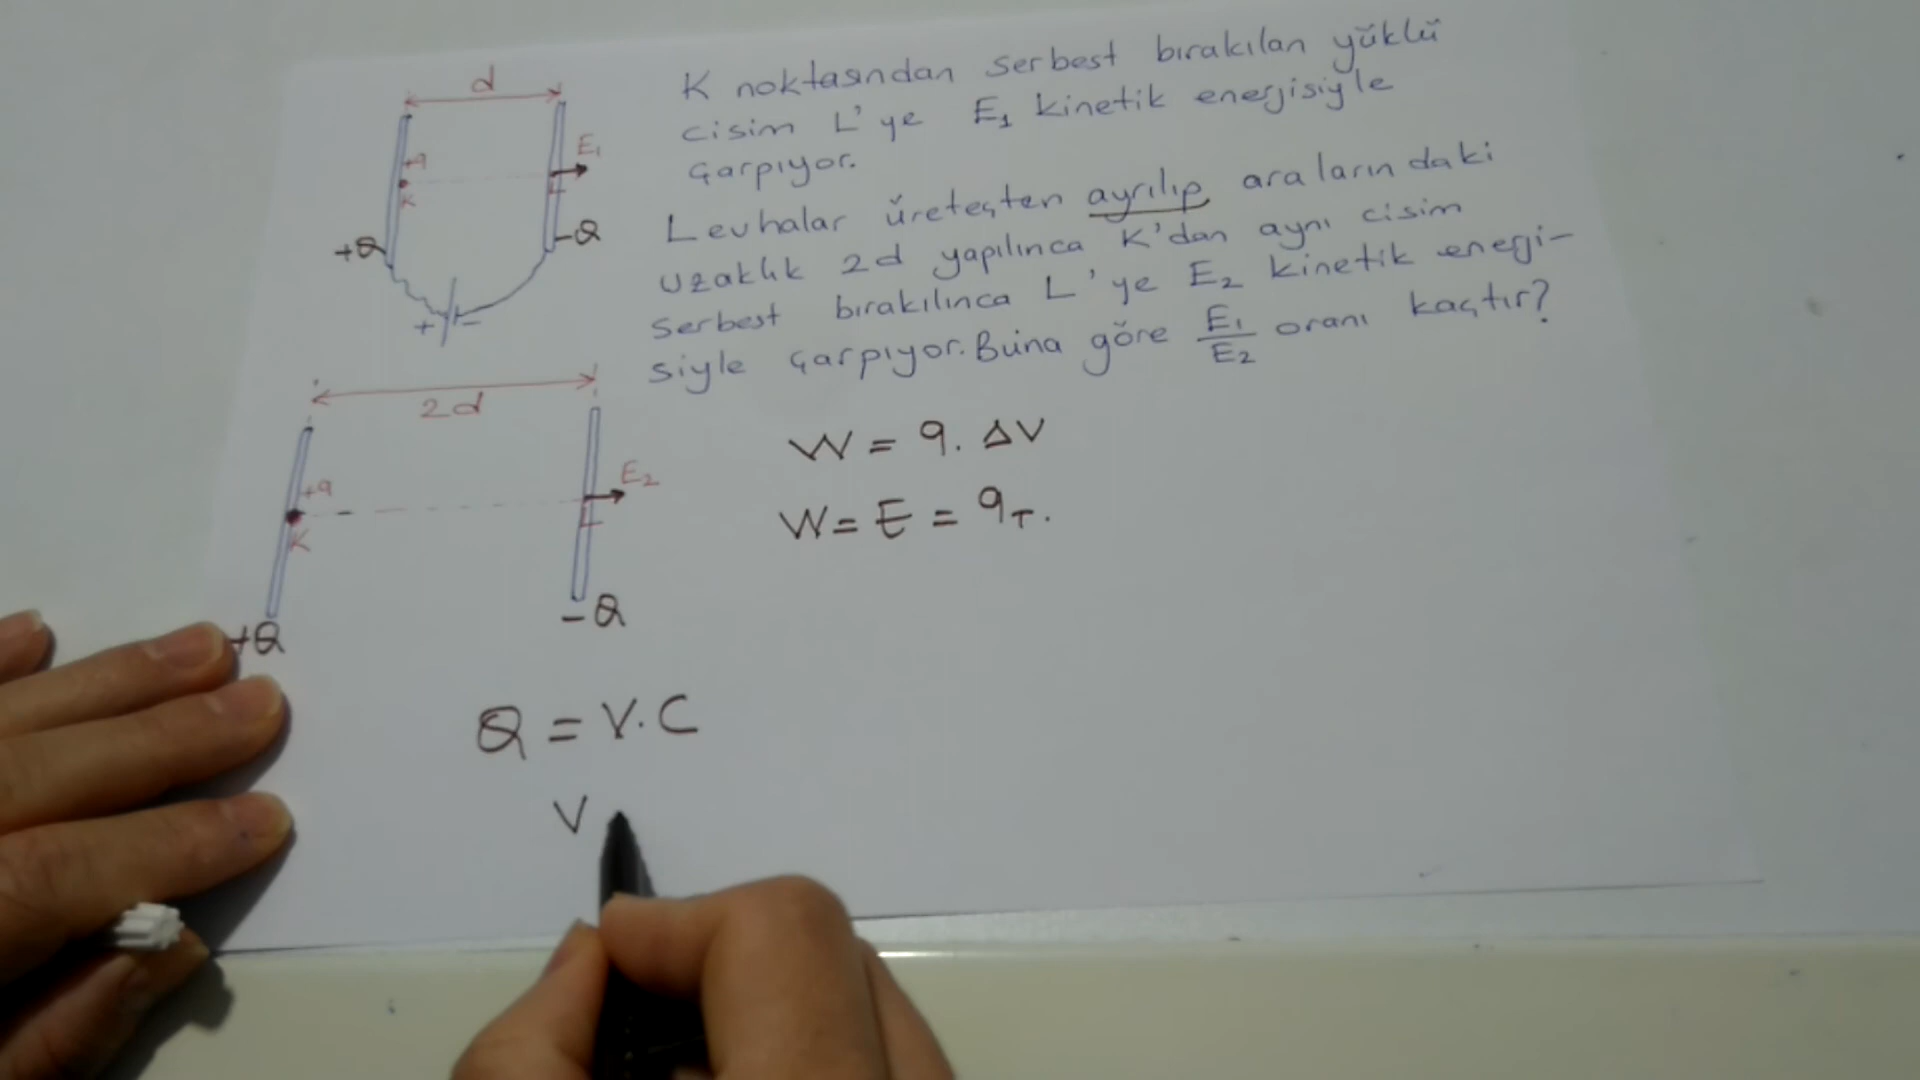 d
K noktasından serbest bırakılan yüklü
cisim L'ye E₁ kinetik enerjisiyle
çarpıyor.
Levhalar üreteçten ayrılıp aralarındaki
uzaklık 2d yapılınca K'dan aynı cisim
serbest bırakılınca L'ye E₂ kinetik enerji-
siyle çarpıyor. Buna göre E₁/E₂ oranı kaçtır?
+q
K
E₁
L
+Q
-Q
+ -
2d
+q
K
E₂
L
+Q
-Q
W = q. ΔV
W = E = qT.
Q = V.C
V